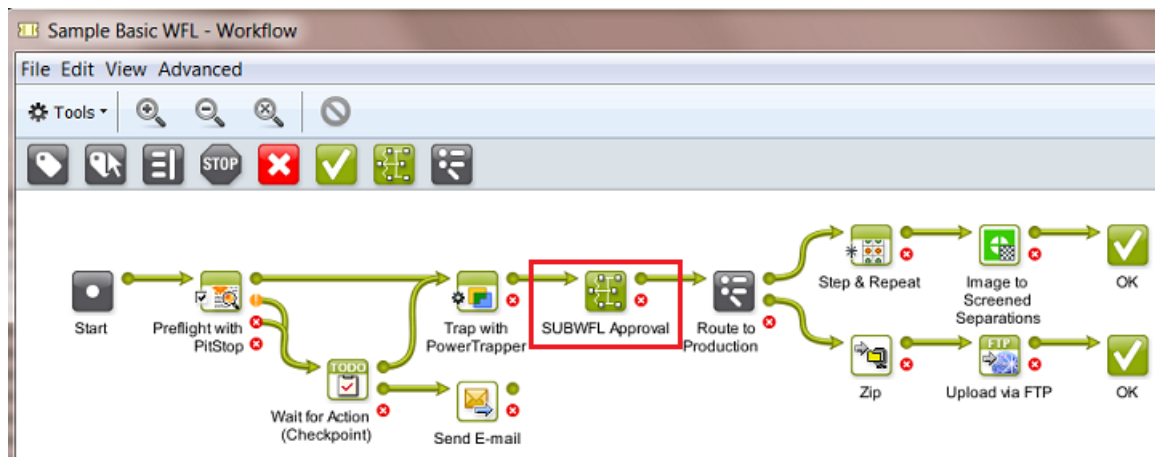 Sample Basic WFL - Workflow
File Edit View Advanced
Tools
STOP
Start
Preflight with
PitStop
TODO
Wait for Action
(Checkpoint)
Trap with
PowerTrapper
Send E-mail
SUBWFL Approval
Route to
Production
Step & Repeat
Image to
Screened
Separations
OK
Zip
FTP
Upload via FTP
OK